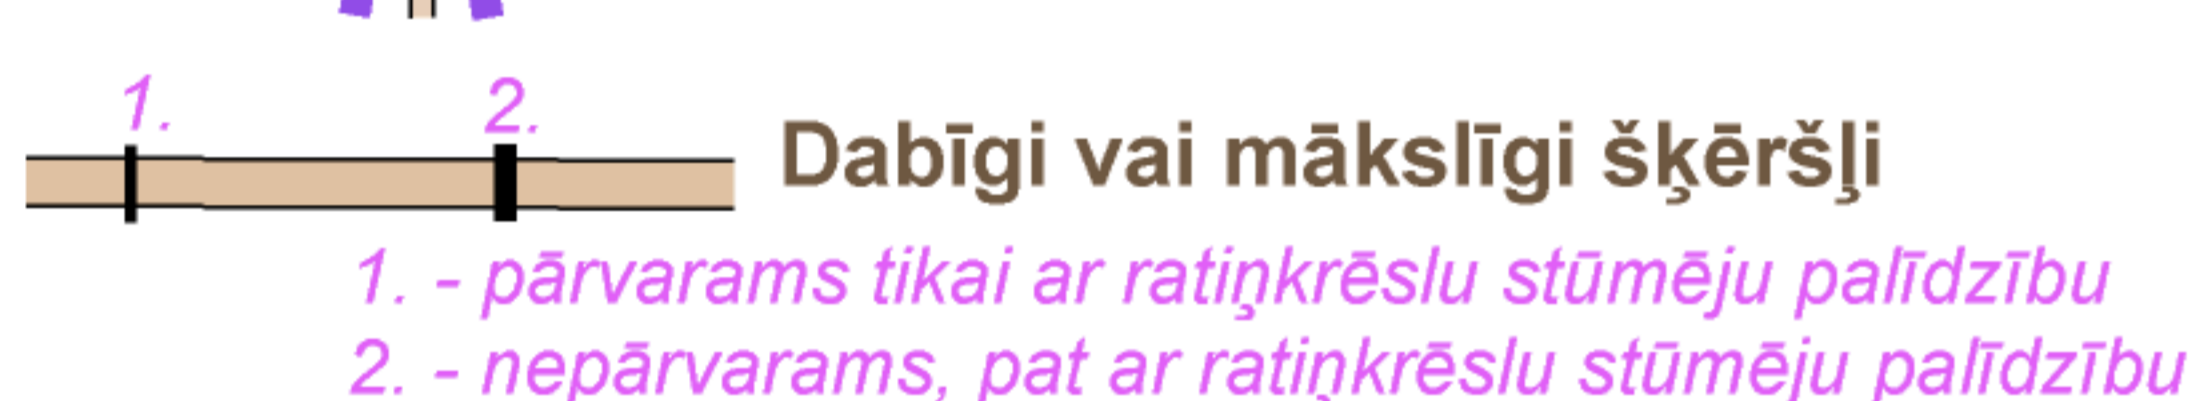 1. 2.
Dabīgi vai mākslīgi šķēršļi
1. - pārvarams tikai ar ratiņkrēslu stūmēju palīdzību
2. - nepārvarams, pat ar ratiņkrēslu stūmēju palīdzību